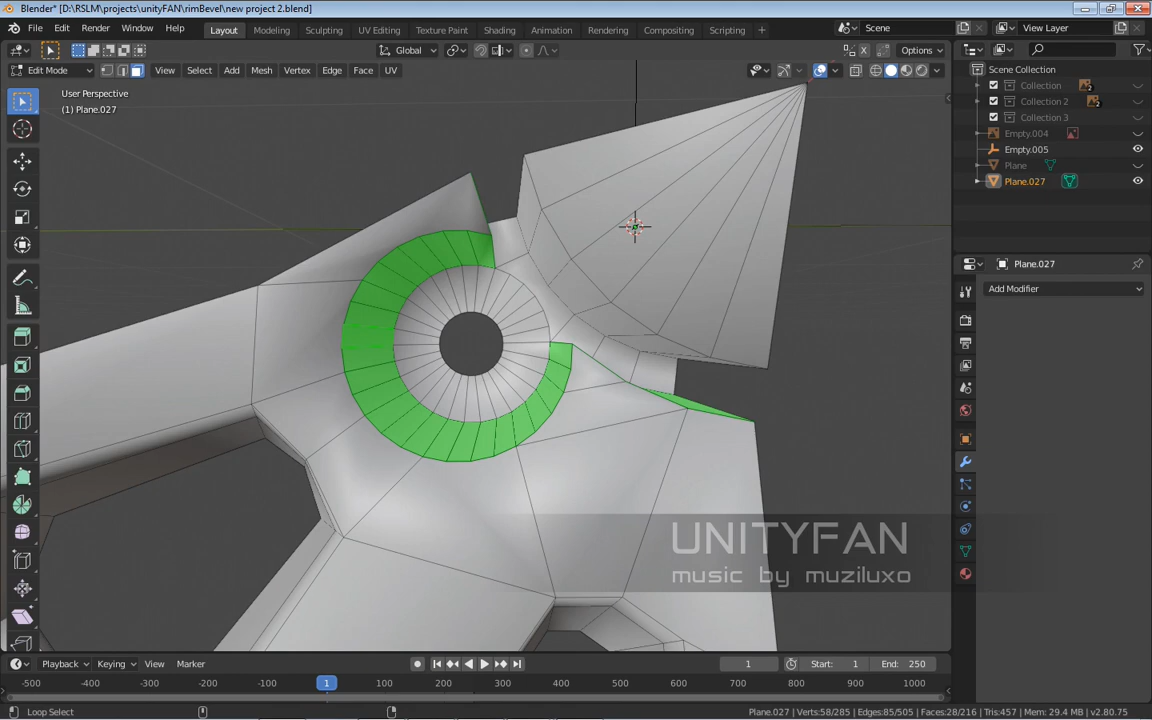 Blender* [D:\RSLM\projects\unityFAN\rimBevel\new project 2.blend]
File Edit Render Window Help Layout Modeling Sculpting UV Editing Texture Paint Shading Animation Rendering Compositing Scripting + Scene View Layer
Global Options
Edit Mode View Select Add Mesh Vertex Edge Face UV
User Perspective
(1) Plane.027
Scene Collection
Collection 2
Collection 2 2
Collection 3
Empty.004
Empty.005
Plane
Plane.027
Plane.027
Add Modifier
UNITYFAN
music by muziluxo
Playback Keying View Marker 1 Start: 1 End: 250
-500 -400 -300 -200 -100 1 100 200 300 400 500 600 700 800 900 1000
Loop Select Plane.027 | Verts:58/285 | Edges:85/505 | Faces:28/216 | Tris:457 | Mem: 29.4 MB | v2.80.75